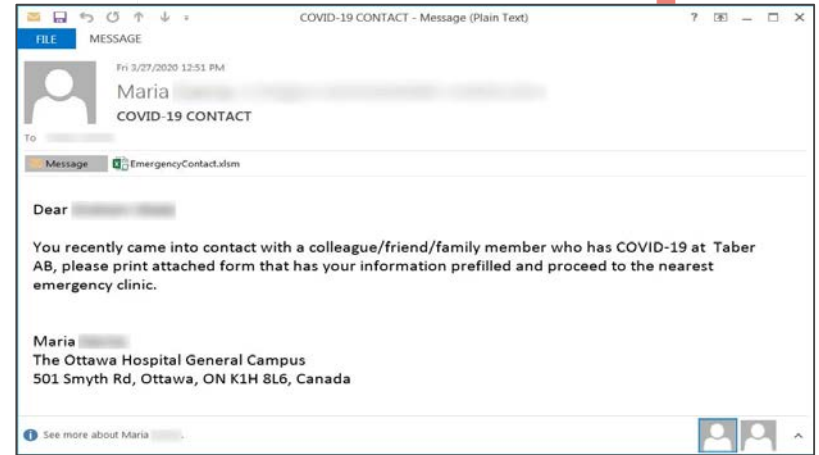 COVID-19 CONTACT - Message (Plain Text)
FILE MESSAGE
Fri 3/27/2020 12:51 PM
Maria
COVID-19 CONTACT
To
Message EmergencyContact.xlsm
Dear
You recently came into contact with a colleague/friend/family member who has COVID-19 at Taber
AB, please print attached form that has your information prefilled and proceed to the nearest
emergency clinic.
Maria
The Ottawa Hospital General Campus
501 Smyth Rd, Ottawa, ON K1H 8L6, Canada
See more about Maria .